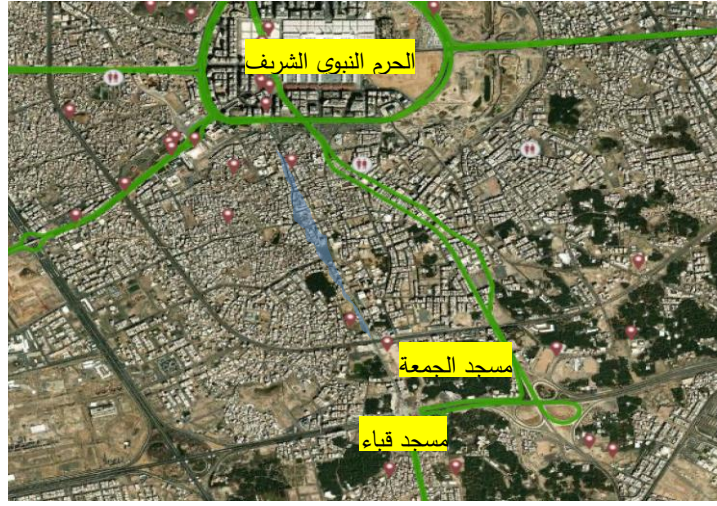 الحرم النبوى الشريف
مسجد الجمعة
مسجد قباء